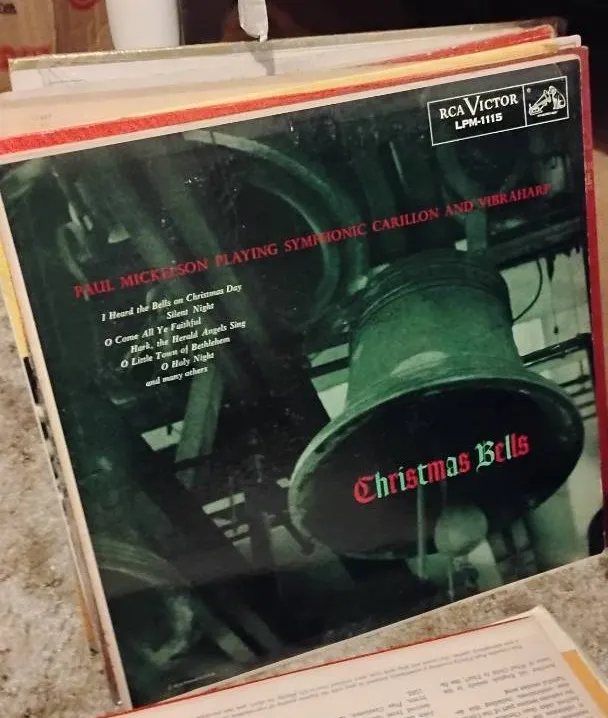 RCA VICTOR
LPM-1115
PAUL MICKELSON PLAYING SYMPHONIC CARILLON AND VIBRAHARP
I Heard the Bells on Christmas Day
Silent Night
O Come All Ye Faithful
Hark, the Herald Angels Sing
O Little Town of Bethlehem
O Holy Night
and many others
Christmas Bells